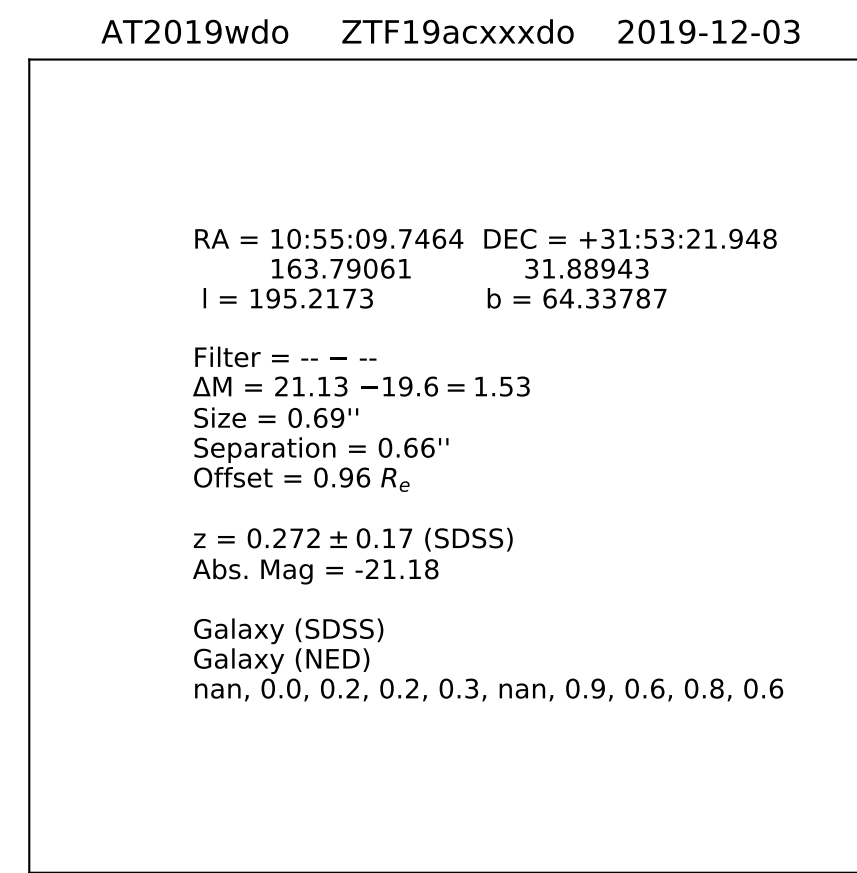 AT2019wdo ZTF19acxxxdo 2019-12-03
RA = 10:55:09.7464 DEC = +31:53:21.948
163.79061 31.88943
l = 195.2173 b = 64.33787
Filter = -- − --
ΔM = 21.13 −19.6 = 1.53
Size = 0.69''
Separation = 0.66''
Offset = 0.96 Rₑ
z = 0.272 ± 0.17 (SDSS)
Abs. Mag = -21.18
Galaxy (SDSS)
Galaxy (NED)
nan, 0.0, 0.2, 0.2, 0.3, nan, 0.9, 0.6, 0.8, 0.6